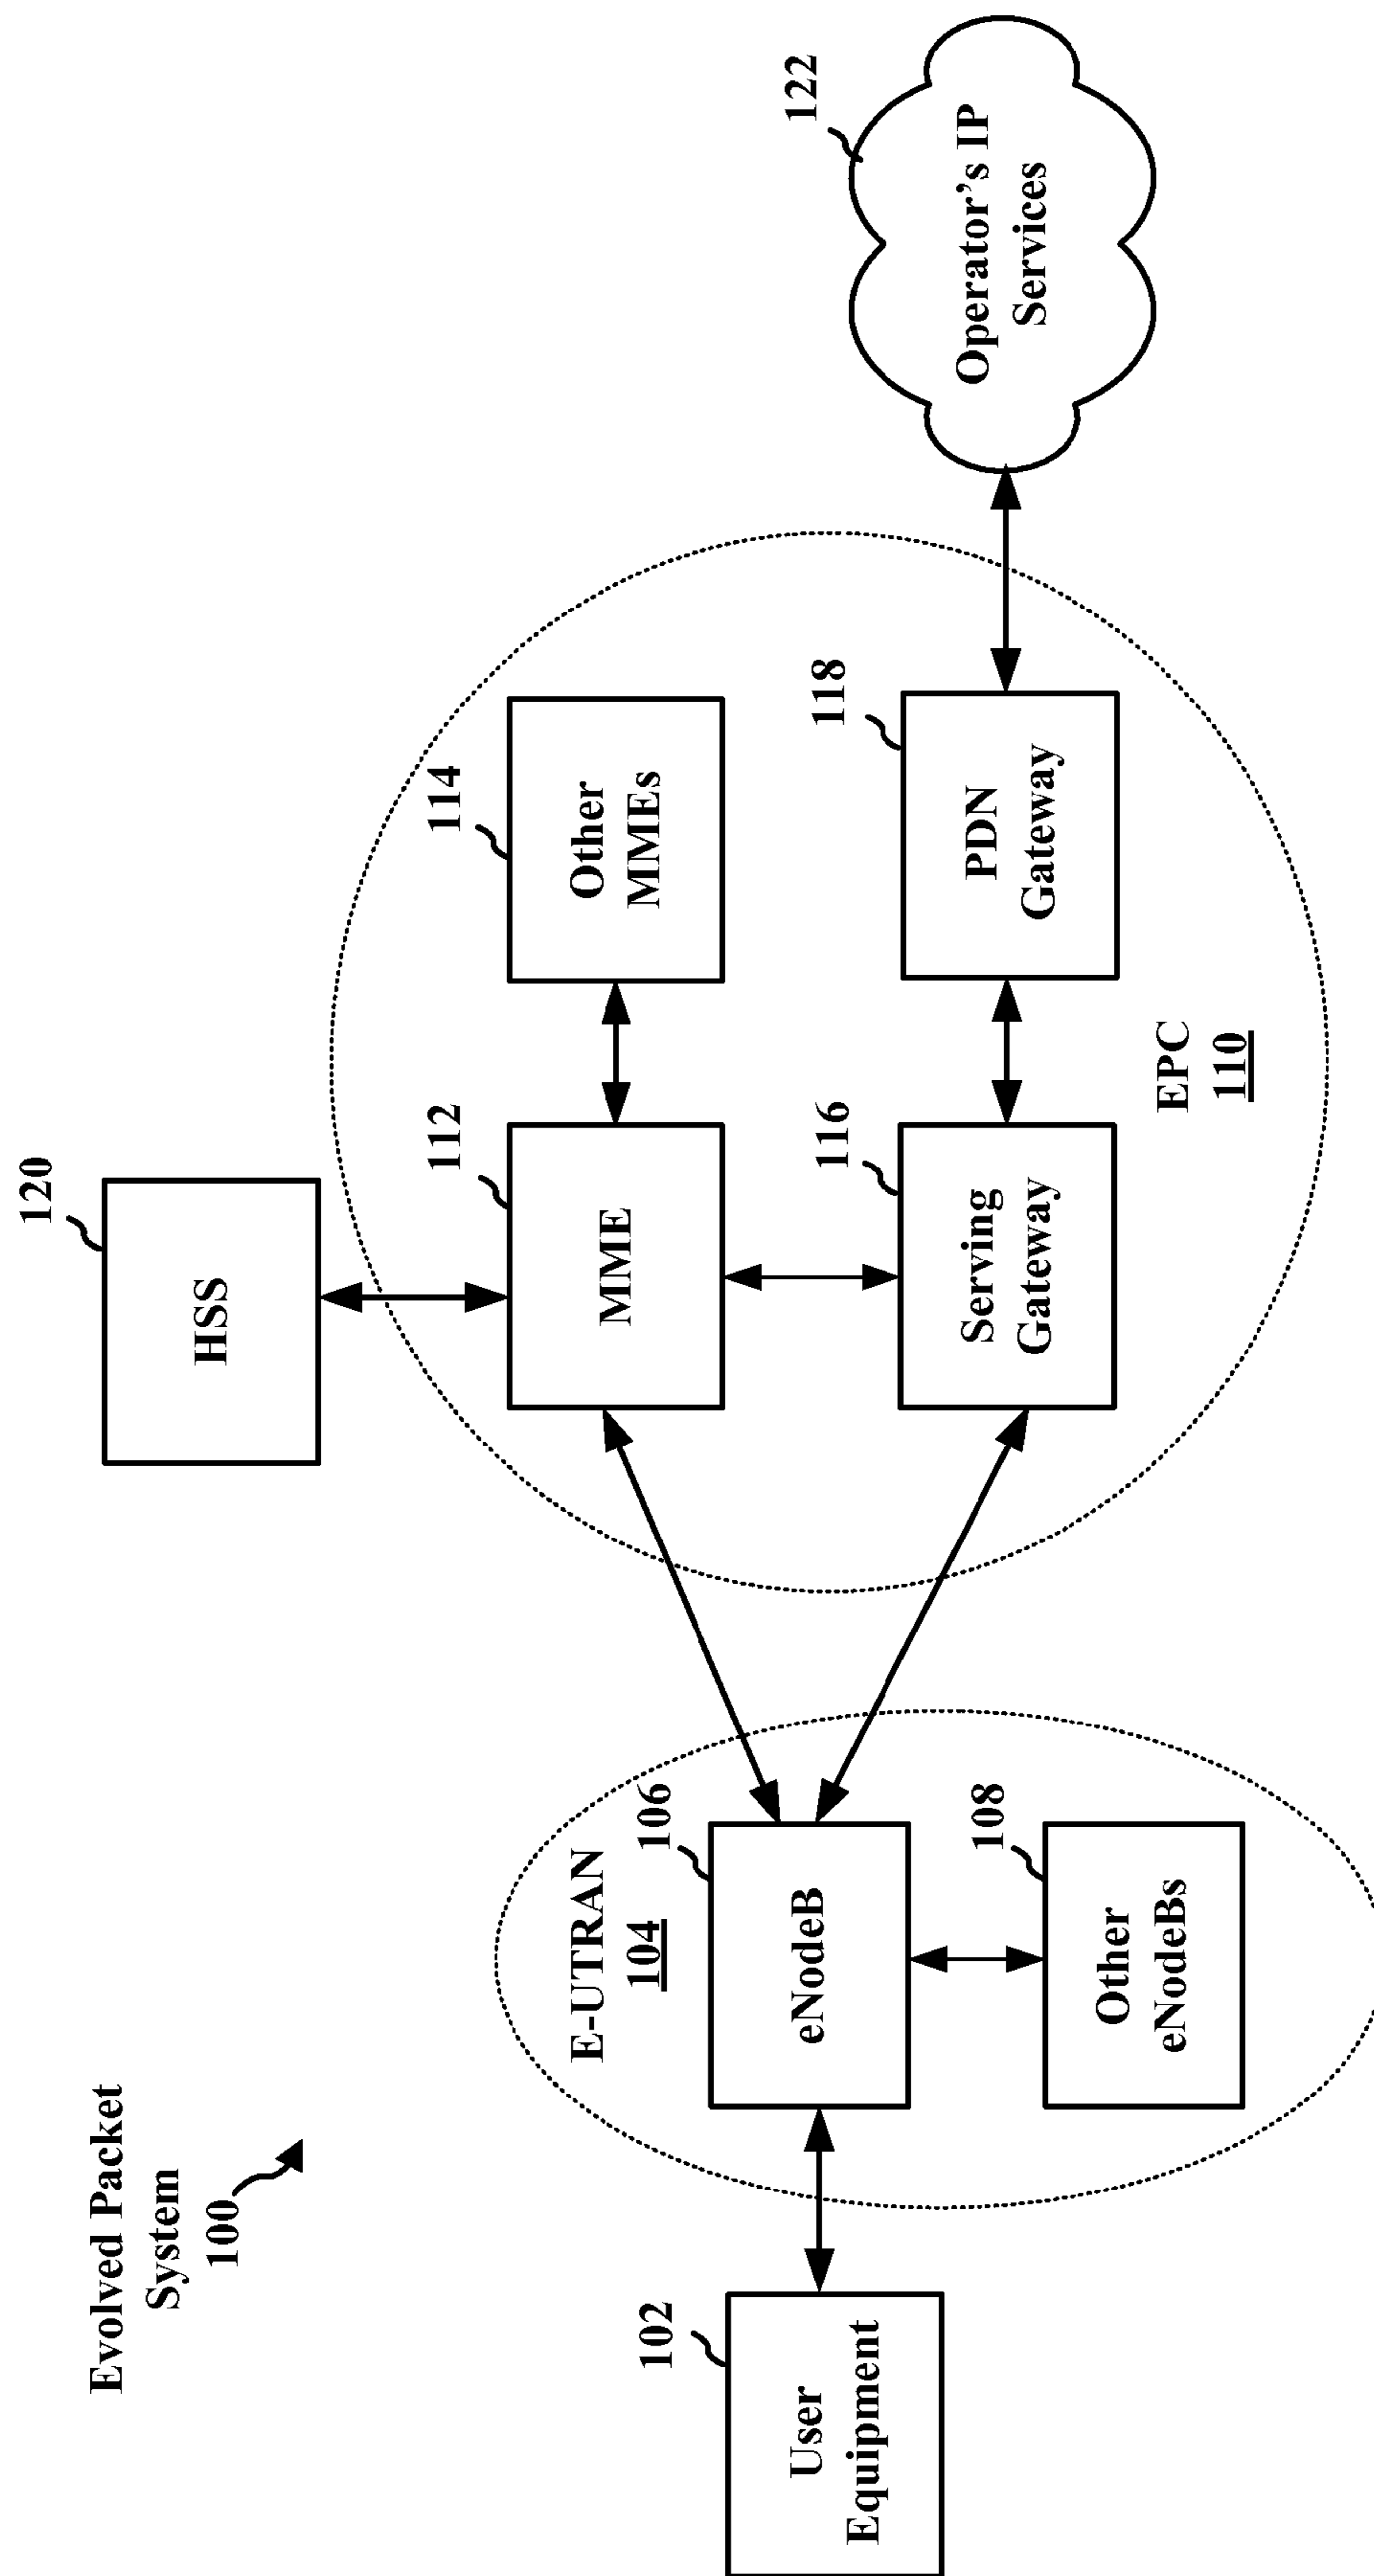 Evolved Packet
System
100
120
HSS
E-UTRAN
104
112
MME
114
Other
MMEs
102
User
Equipment
106
eNodeB
108
Other
eNodeBs
116
Serving
Gateway
118
PDN
Gateway
122
Operator’s IP
Services
EPC
110